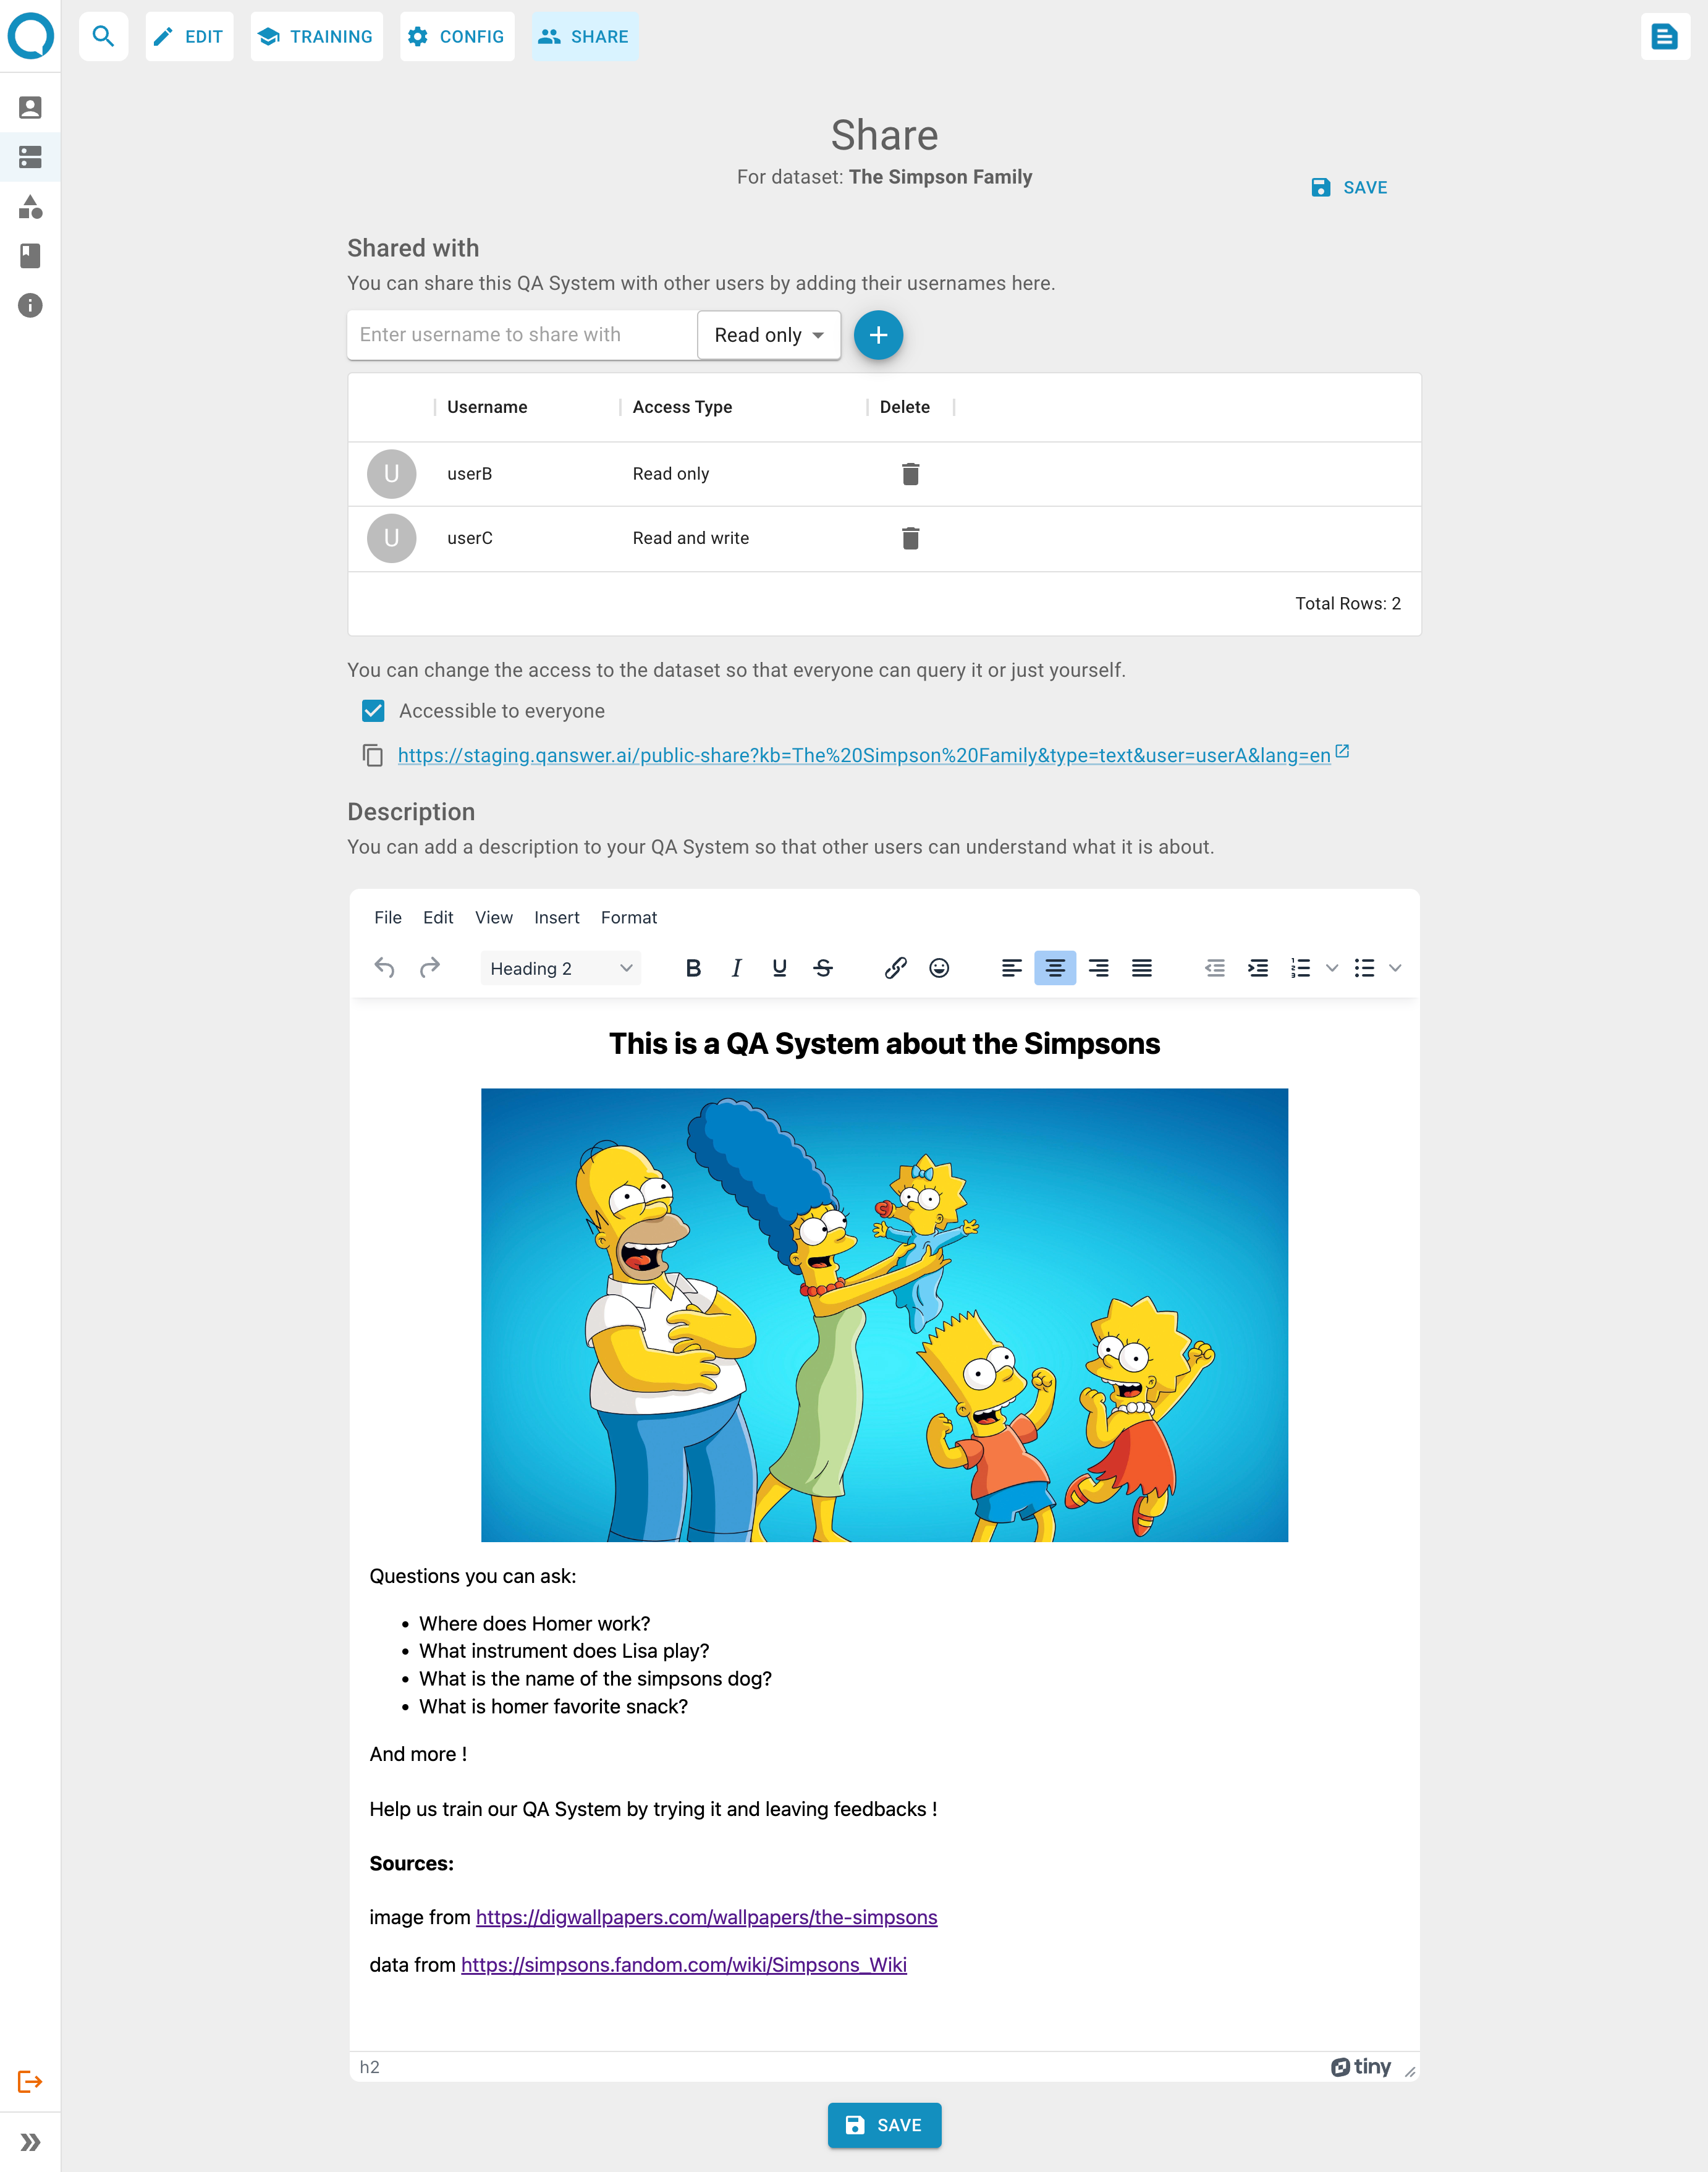 EDIT TRAINING CONFIG SHARE
Share
For dataset: The Simpson Family
SAVE
Shared with
You can share this QA System with other users by adding their usernames here.
Enter username to share with Read only
Username Access Type Delete
U userB Read only
U userC Read and write
Total Rows: 2
You can change the access to the dataset so that everyone can query it or just yourself.
Accessible to everyone
https://staging.qanswer.ai/public-share?kb=The%20Simpson%20Family&type=text&user=userA&lang=en
Description
You can add a description to your QA System so that other users can understand what it is about.
File Edit View Insert Format
Heading 2 B I U S
This is a QA System about the Simpsons
Questions you can ask:
• Where does Homer work?
• What instrument does Lisa play?
• What is the name of the simpsons dog?
• What is homer favorite snack?
And more !
Help us train our QA System by trying it and leaving feedbacks !
Sources:
image from https://digwallpapers.com/wallpapers/the-simpsons
data from https://simpsons.fandom.com/wiki/Simpsons_Wiki
h2 tiny
SAVE